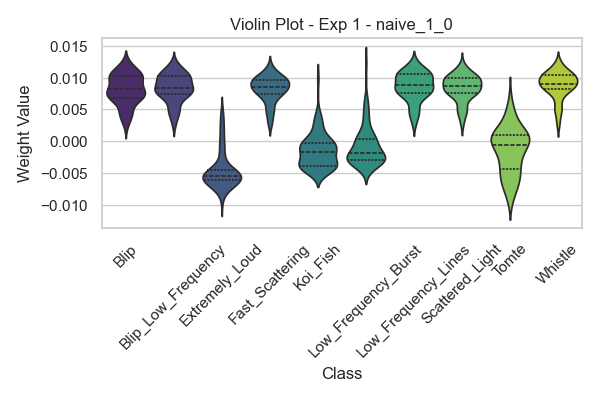 Violin Plot - Exp 1 - naive_1_0
Weight Value
0.015
0.010
0.005
0.000
−0.005
−0.010
Blip
Blip_Low_Frequency
Extremely_Loud
Fast_Scattering
Koi_Fish
Low_Frequency_Burst
Low_Frequency_Lines
Scattered_Light
Tomte
Whistle
Class